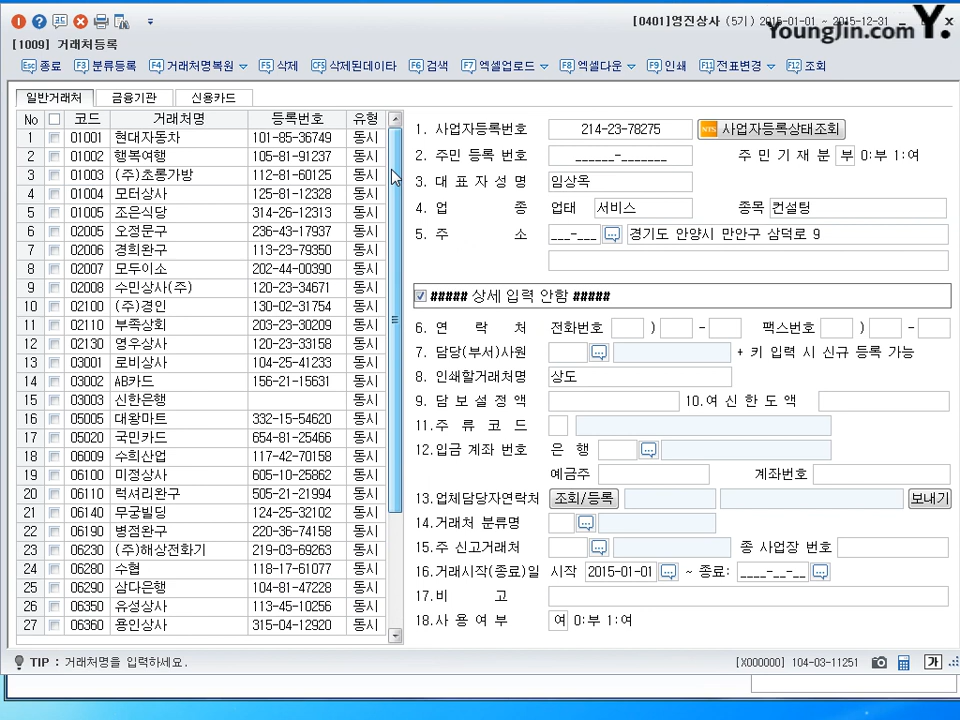 [0401]영진상사 (5기) 2015-01-01 ~ 2015-12-31
YoungJin.com Y.
[1009] 거래처등록
Esc 종료 F3 분류등록 F4 거래처명복원 F5 삭제 CF5 삭제된데이타 F6 검색 F7 엑셀업로드 F8 엑셀다운 F9 인쇄 F11 전표변경 F12 조회
일반거래처 금융기관 신용카드
No 코드 거래처명 등록번호 유형
1 01001 현대자동차 101-85-36749 동시
2 01002 행복여행 105-81-91237 동시
3 01003 (주)초롱가방 112-81-60125 동시
4 01004 모터상사 125-81-12328 동시
5 01005 조은식당 314-26-12313 동시
6 02005 오정문구 236-43-17937 동시
7 02006 경희완구 113-23-79350 동시
8 02007 모두이소 202-44-00390 동시
9 02008 수민상사(주) 120-23-34671 동시
10 02100 (주)경인 130-02-31754 동시
11 02110 부족상회 203-23-30209 동시
12 02130 영우상사 120-23-33158 동시
13 03001 로비상사 104-25-41233 동시
14 03002 AB카드 156-21-15631 동시
15 03003 신한은행 동시
16 05005 대왕마트 332-15-54620 동시
17 05020 국민카드 654-81-25466 동시
18 06009 수희산업 117-42-70158 동시
19 06100 미정상사 605-10-25862 동시
20 06110 럭셔리완구 505-21-21994 동시
21 06140 무궁빌딩 124-25-32102 동시
22 06190 병점완구 220-36-74158 동시
23 06230 (주)해상전화기 219-03-69263 동시
24 06280 수협 118-17-61077 동시
25 06290 삼다은행 104-81-47228 동시
26 06350 유성상사 113-45-10256 동시
27 06360 용인상사 315-04-12920 동시
1. 사업자등록번호 214-23-78275 NTS 사업자등록상태조회
2. 주민 등록 번호 ______-_______ 주 민 기 재 분 부 0:부 1:여
3. 대 표 자 성 명 임상옥
4. 업 종 업태 서비스 종목 컨설팅
5. 주 소 ___-___ 경기도 안양시 만안구 삼덕로 9
##### 상세 입력 안함 #####
6. 연 락 처 전화번호 ) - 팩스번호 ) -
7. 담당(부서)사원 + 키 입력 시 신규 등록 가능
8. 인쇄할거래처명 상도
9. 담 보 설 정 액 10.여 신 한 도 액
11.주 류 코 드
12.입금 계좌 번호 은 행
예금주 계좌번호
13.업체담당자연락처 조회/등록 보내기
14.거래처 분류명
15.주 신고거래처 종 사업장 번호
16.거래시작(종료)일 시작 2015-01-01 ~ 종료: ____-__-__
17.비 고
18.사 용 여 부 여 0:부 1:여
TIP : 거래처명을 입력하세요.
[X000000] 104-03-11251 가